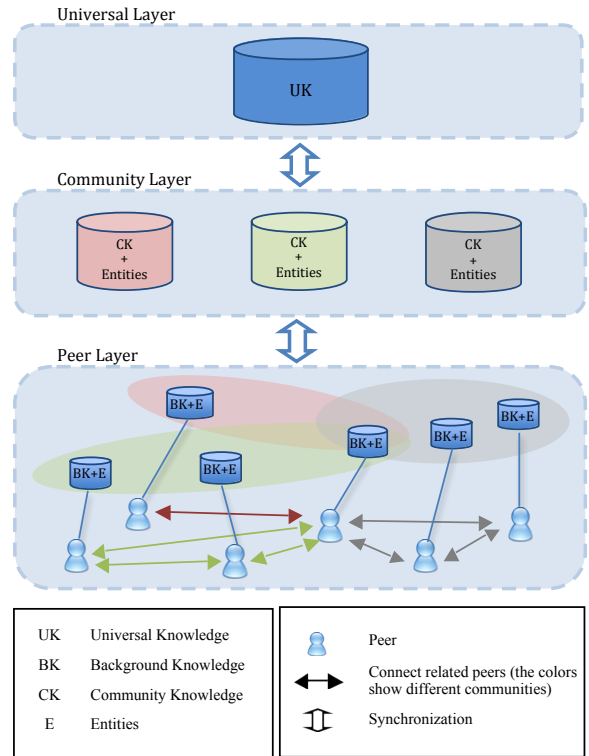 Universal Layer
UK
Community Layer
CK
+
Entities
CK
+
Entities
CK
+
Entities
Peer Layer
BK+E
BK+E
BK+E
BK+E
BK+E
BK+E
UK Universal Knowledge
BK Background Knowledge
CK Community Knowledge
E Entities
Peer
Connect related peers (the colors
show different communities)
Synchronization